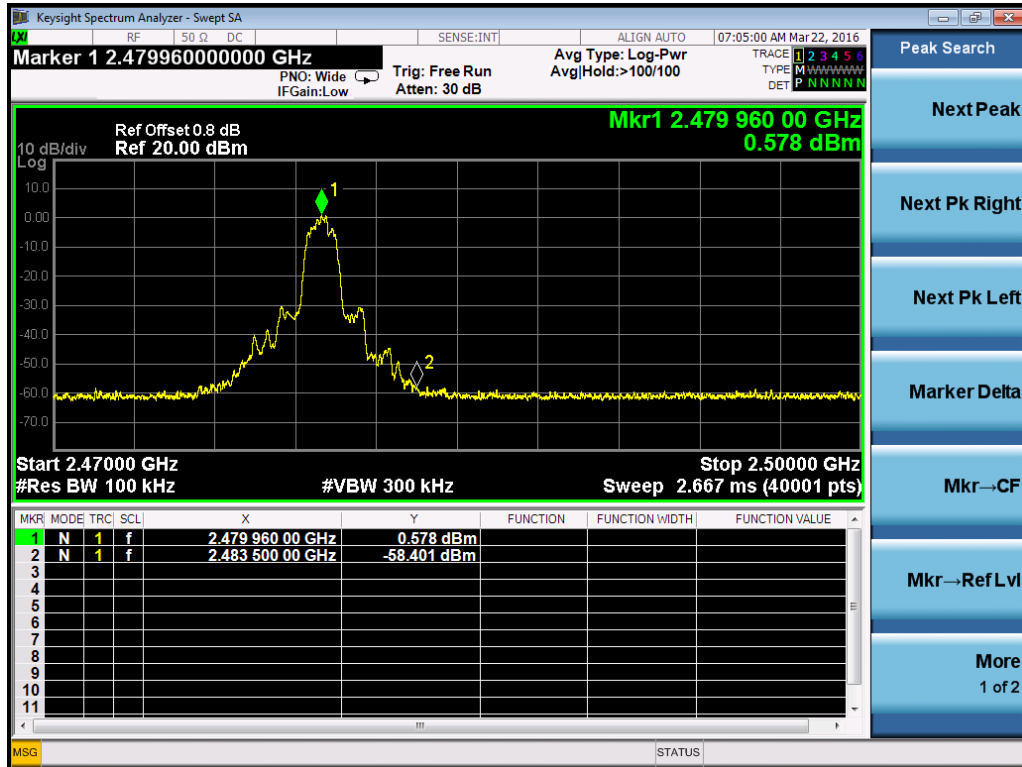 Keysight Spectrum Analyzer - Swept SA
LXI RF 50 Ω DC SENSE:INT ALIGN AUTO 07:05:00 AM Mar 22, 2016
Marker 1 2.479960000000 GHz
PNO: Wide
IFGain:Low
Trig: Free Run
Atten: 30 dB
Avg Type: Log-Pwr
Avg|Hold:>100/100
TRACE 1 2 3 4 5 6
TYPE M WWWWW
DET P N N N N N
Ref Offset 0.8 dB
10 dB/div Ref 20.00 dBm
Log
Mkr1 2.479 960 00 GHz
0.578 dBm
10.0
0.00
-10.0
-20.0
-30.0
-40.0
-50.0
-60.0
-70.0
1
2
Start 2.47000 GHz Stop 2.50000 GHz
#Res BW 100 kHz #VBW 300 kHz Sweep 2.667 ms (40001 pts)
MKR MODE TRC SCL X Y FUNCTION FUNCTION WIDTH FUNCTION VALUE
1 N 1 f 2.479 960 00 GHz 0.578 dBm
2 N 1 f 2.483 500 00 GHz -58.401 dBm
3
4
5
6
7
8
9
10
11
MSG STATUS
Peak Search
Next Peak
Next Pk Right
Next Pk Left
Marker Delta
Mkr→CF
Mkr→Ref Lvl
More
1 of 2